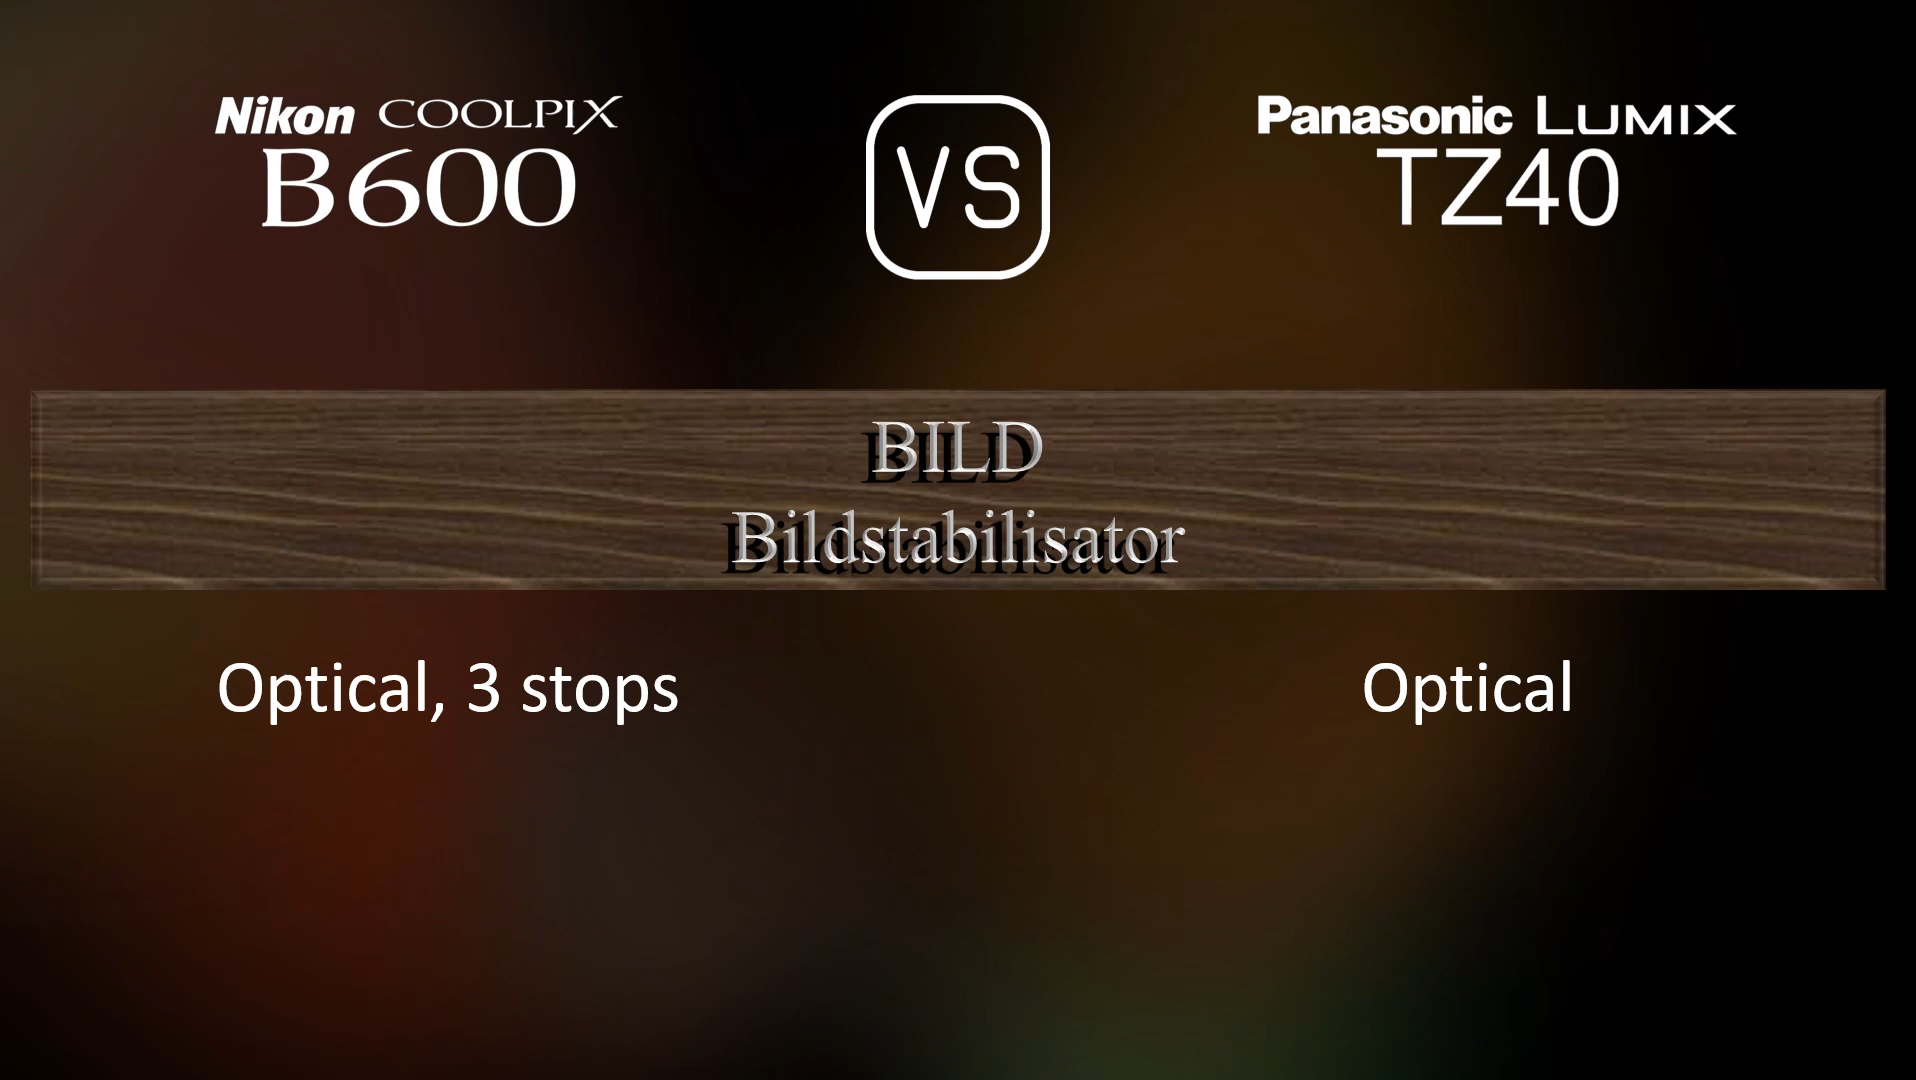 Nikon COOLPIX
B600
VS
Panasonic LUMIX
TZ40
BILD
Bildstabilisator
Optical, 3 stops
Optical